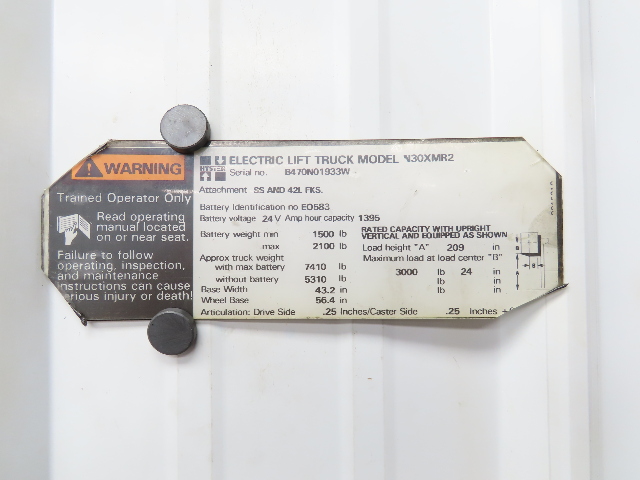 WARNING
Trained Operator Only
Read operating
manual located
on or near seat.
Failure to follow
operating, inspection,
and maintenance
instructions can cause
serious injury or death!
ELECTRIC LIFT TRUCK MODEL N30XMR2
Serial no. B470N01933W
Attachment SS AND 42L FKS.
Battery identification no EO583
Battery voltage 24 V Amp hour capacity 1395
Battery weight min 1500 lb
max 2100 lb
Approx truck weight
with max battery 7410 lb
without battery 5310 lb
Base Width 43.2 in
Wheel Base 56.4 in
Articulation: Drive Side .25 Inches/Caster Side .25 Inches
RATED CAPACITY WITH UPRIGHT
VERTICAL AND EQUIPPED AS SHOWN
Load height "A" 209 in
Maximum load at load center "B"
3000 lb 24 in
lb in
lb in